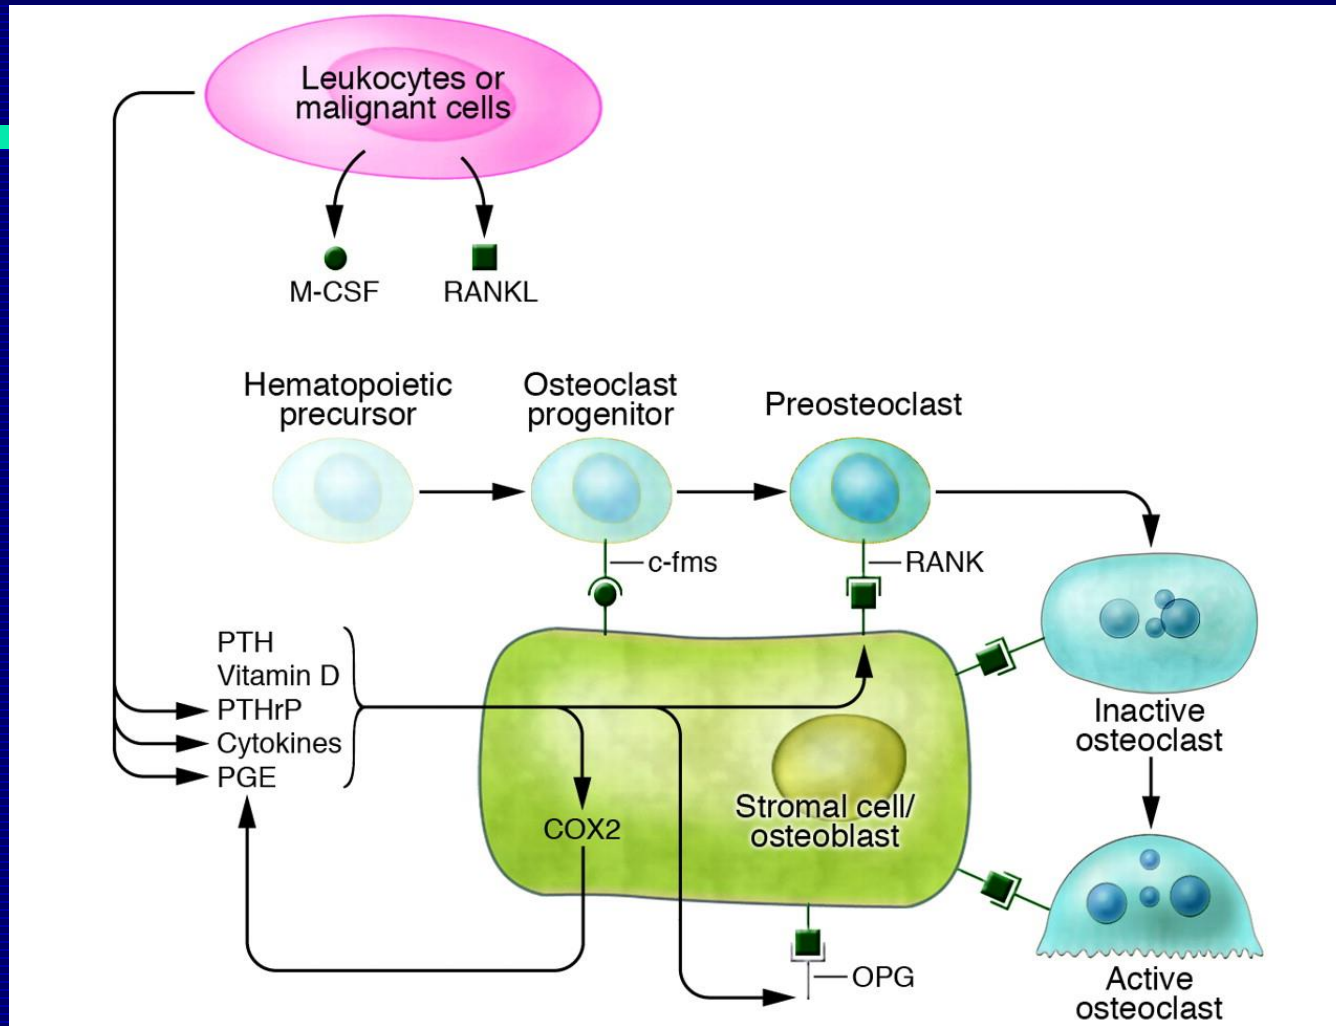 Leukocytes or
malignant cells
M-CSF
RANKL
Hematopoietic
precursor
Osteoclast
progenitor
Preosteoclast
c-fms
RANK
PTH
Vitamin D
PTHrP
Cytokines
PGE
COX2
Stromal cell/
osteoblast
Inactive
osteoclast
OPG
Active
osteoclast